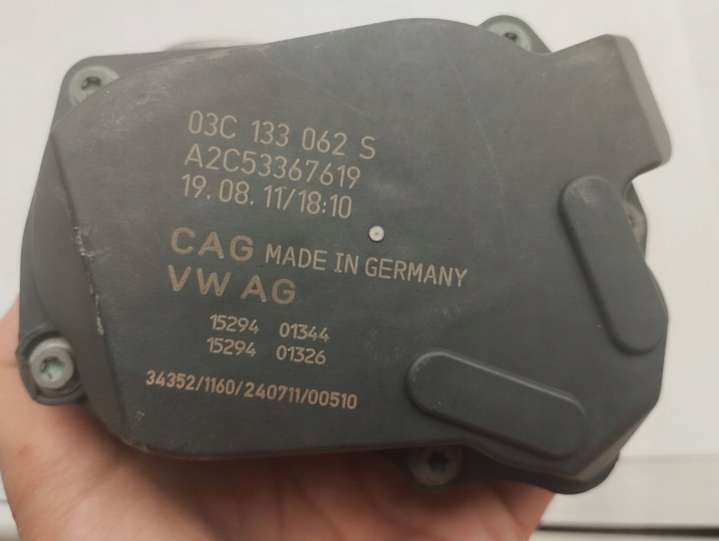 03C 133 062 S
A2C53367619
19.08.11/18:10
CAG MADE IN GERMANY
VW AG
15294 01344
15294 01326
34352/1160/240711/00510